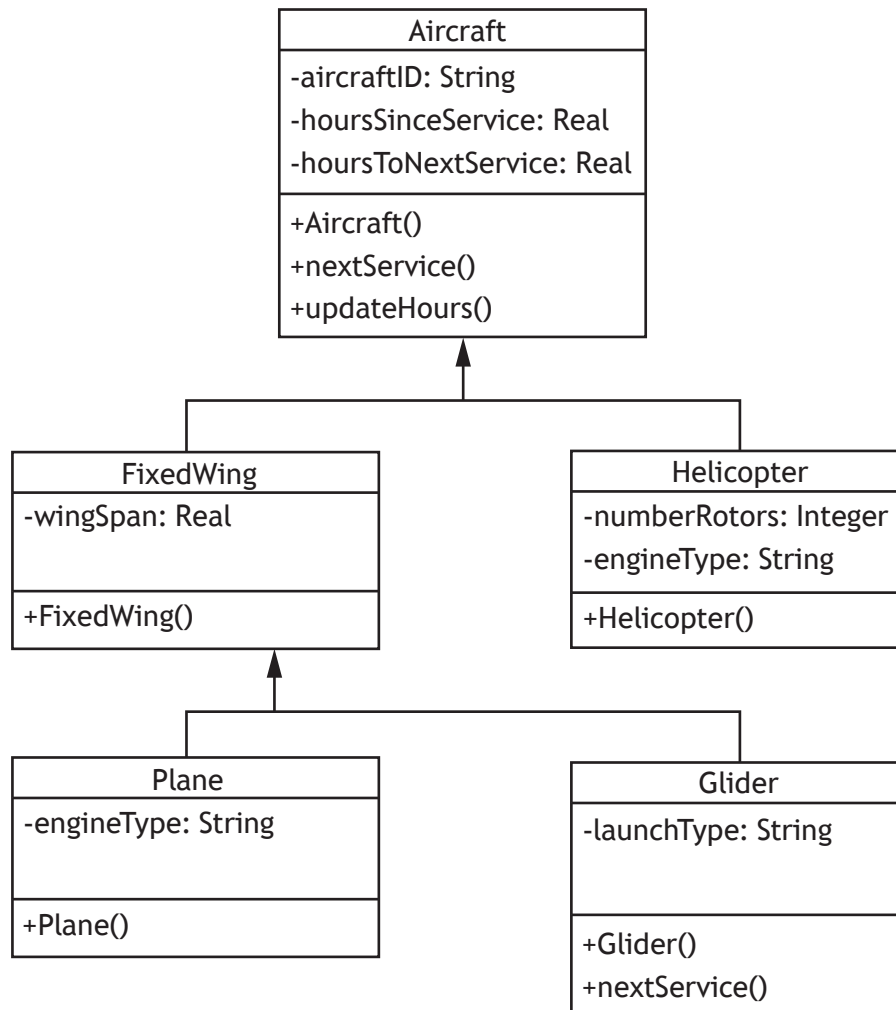 Aircraft
-aircraftID: String
-hoursSinceService: Real
-hoursToNextService: Real
+Aircraft()
+nextService()
+updateHours()
FixedWing
-wingSpan: Real
+FixedWing()
Helicopter
-numberRotors: Integer
-engineType: String
+Helicopter()
Plane
-engineType: String
+Plane()
Glider
-launchType: String
+Glider()
+nextService()